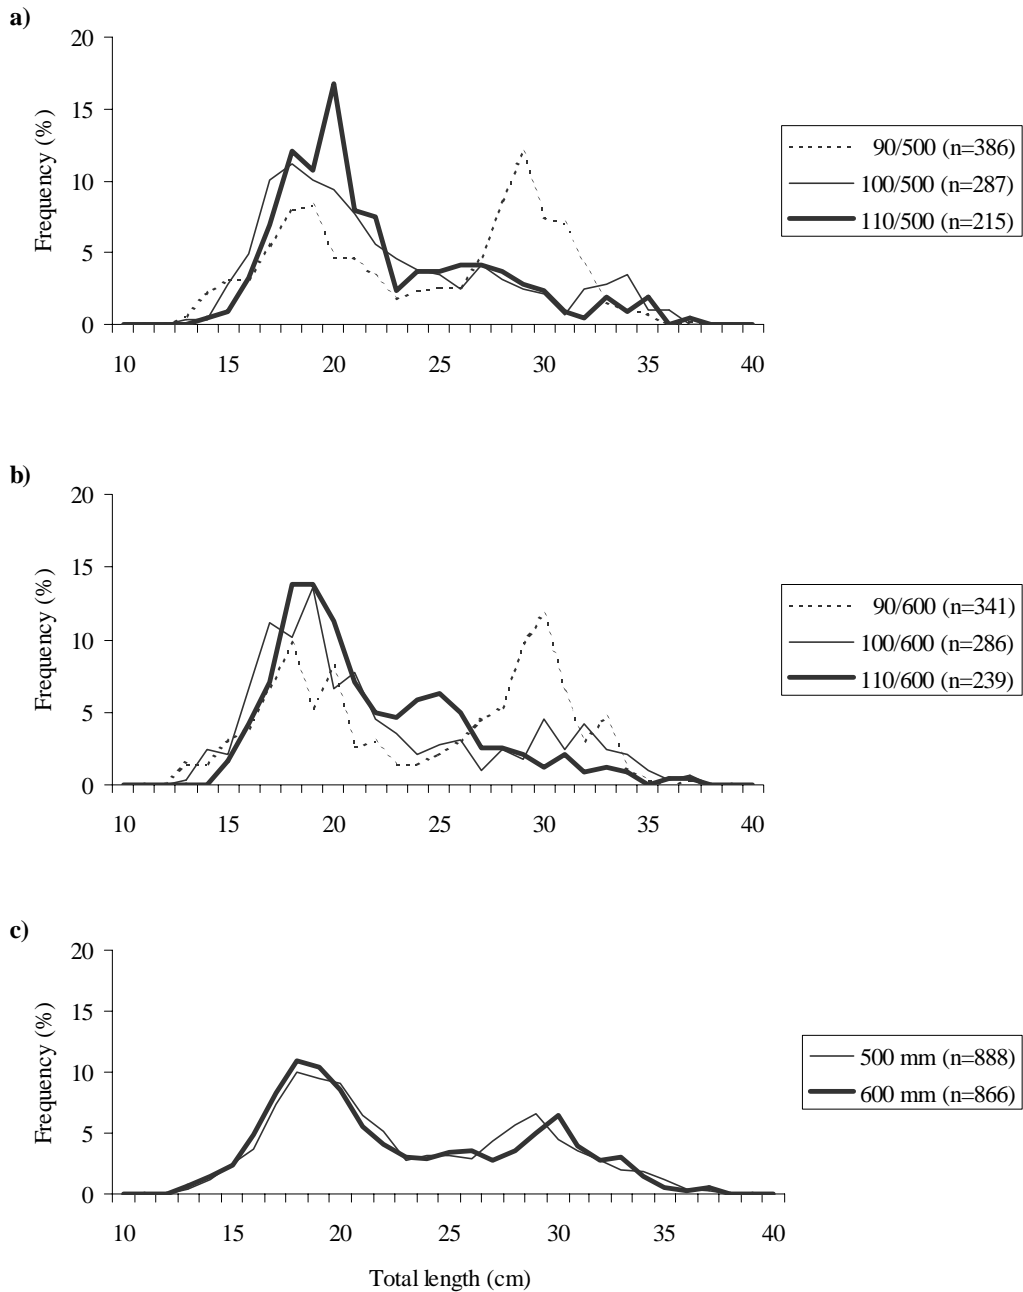 a)
20
15
10
5
0
Frequency (%)
10 15 20 25 30 35 40
90/500 (n=386)
100/500 (n=287)
110/500 (n=215)
b)
20
15
10
5
0
Frequency (%)
10 15 20 25 30 35 40
90/600 (n=341)
100/600 (n=286)
110/600 (n=239)
c)
20
15
10
5
0
Frequency (%)
10 15 20 25 30 35 40
Total length (cm)
500 mm (n=888)
600 mm (n=866)